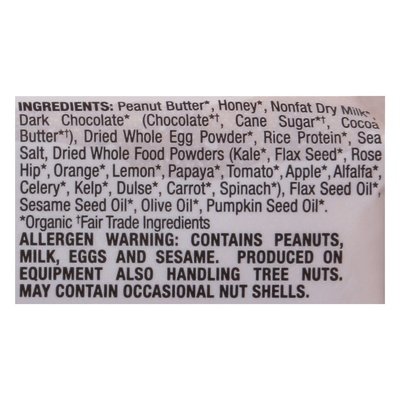 INGREDIENTS: Peanut Butter*, Honey*, Nonfat Dry Milk*,
Dark Chocolate* (Chocolate*†, Cane Sugar*†, Cocoa
Butter*†), Dried Whole Egg Powder*, Rice Protein*, Sea
Salt, Dried Whole Food Powders (Kale*, Flax Seed*, Rose
Hip*, Orange*, Lemon*, Papaya*, Tomato*, Apple*, Alfalfa*,
Celery*, Kelp*, Dulse*, Carrot*, Spinach*), Flax Seed Oil*,
Sesame Seed Oil*, Olive Oil*, Pumpkin Seed Oil*.
*Organic †Fair Trade Ingredients
ALLERGEN WARNING: CONTAINS PEANUTS,
MILK, EGGS AND SESAME. PRODUCED ON
EQUIPMENT ALSO HANDLING TREE NUTS.
MAY CONTAIN OCCASIONAL NUT SHELLS.